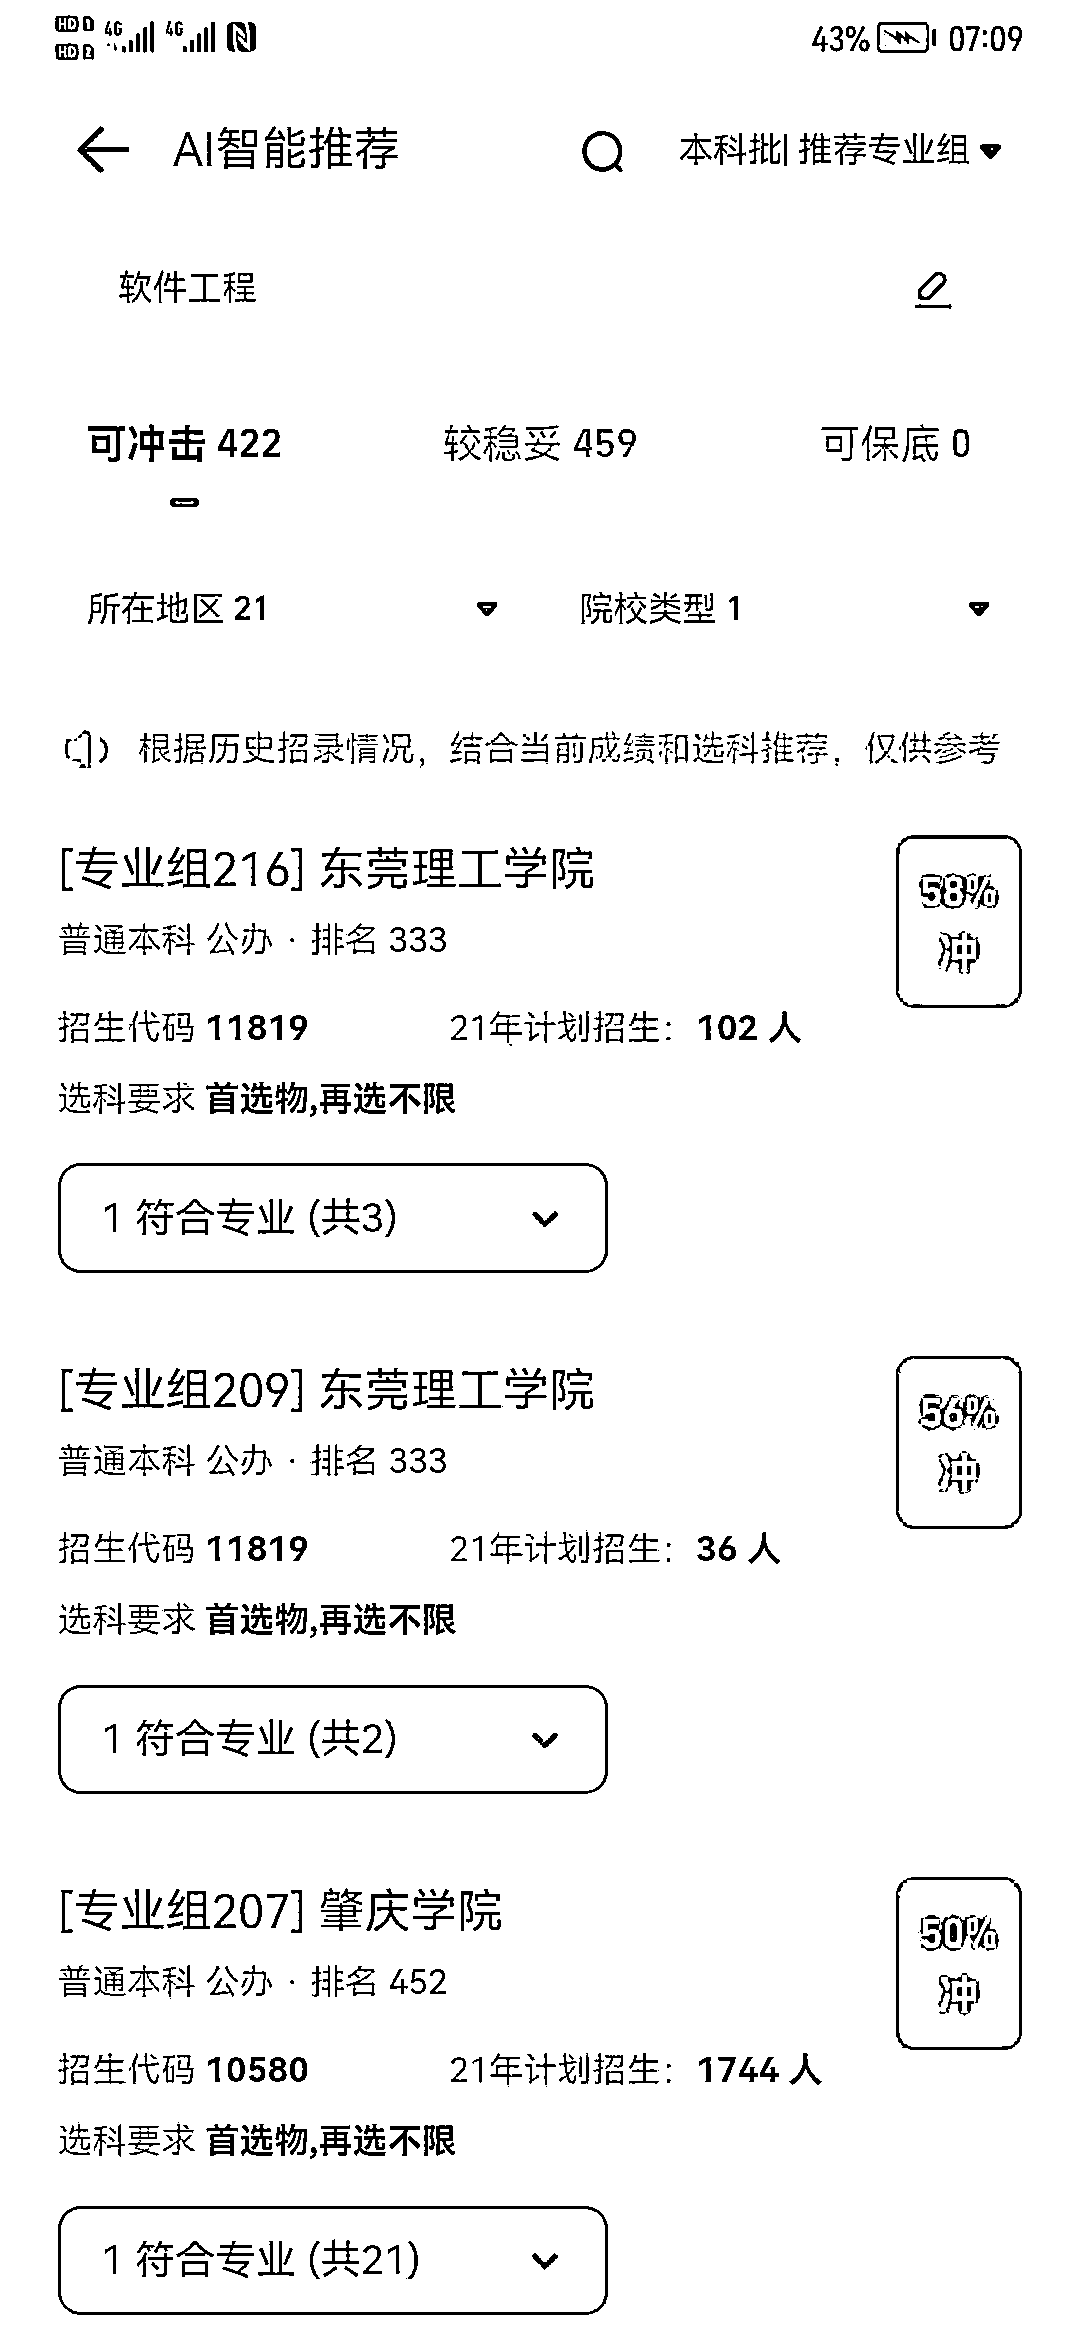 HD 1 4G 4G
HD 2
43% 07:09
AI智能推荐
本科批| 推荐专业组
软件工程
可冲击 422 较稳妥 459 可保底 0
所在地区 21 院校类型 1
根据历史招录情况，结合当前成绩和选科推荐，仅供参考
[专业组216] 东莞理工学院
58%
冲
普通本科 公办 · 排名 333
招生代码 11819 21年计划招生：102 人
选科要求 首选物,再选不限
1 符合专业 (共3)
[专业组209] 东莞理工学院
56%
冲
普通本科 公办 · 排名 333
招生代码 11819 21年计划招生：36 人
选科要求 首选物,再选不限
1 符合专业 (共2)
[专业组207] 肇庆学院
50%
冲
普通本科 公办 · 排名 452
招生代码 10580 21年计划招生：1744 人
选科要求 首选物,再选不限
1 符合专业 (共21)